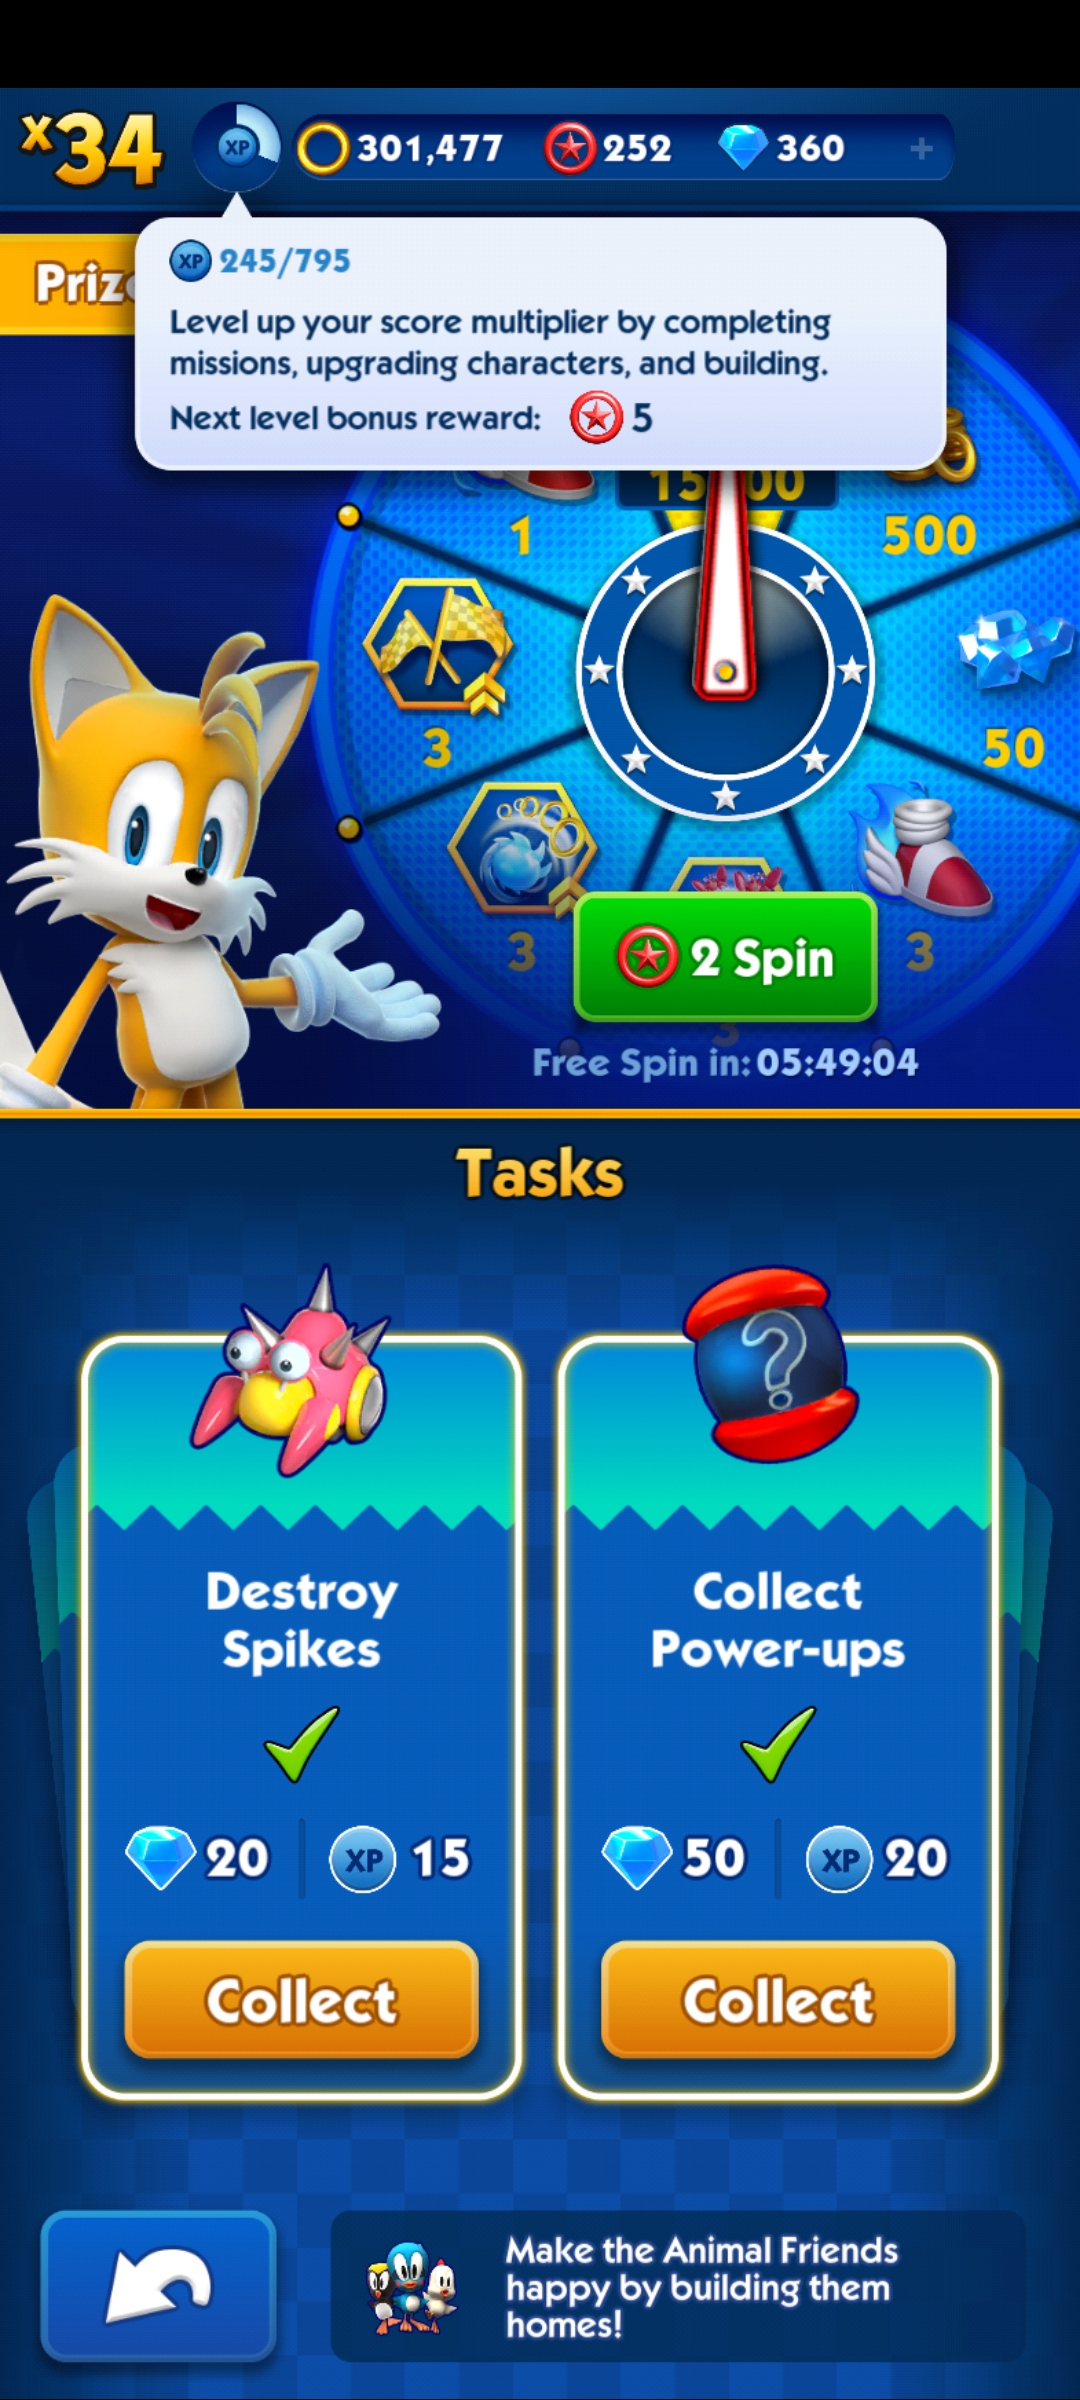 x34
XP
301,477
252
360
+
XP 245/795
Level up your score multiplier by completing
missions, upgrading characters, and building.
Next level bonus reward: 5
1
500
3
50
3
3
2 Spin
3
Free Spin in: 05:49:04
Tasks
?
Destroy
Spikes
Collect
Power-ups
20
XP 15
50
XP 20
Collect
Collect
Make the Animal Friends
happy by building them
homes!